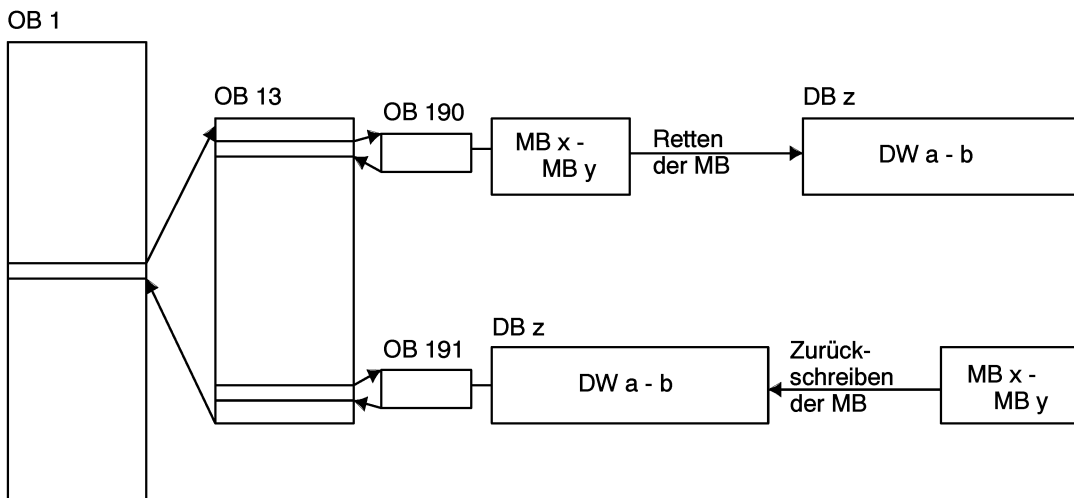 OB 1
OB 13
OB 190
MB x -
MB y
Retten
der MB
DB z
DW a - b
OB 191
DB z
DW a - b
Zurück-
schreiben
der MB
MB x -
MB y